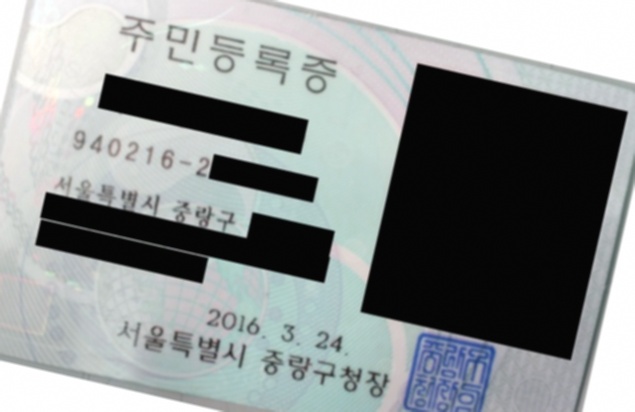 주민등록증
940216-2
서울특별시 중랑구
2016. 3. 24.
서울특별시 중랑구청장